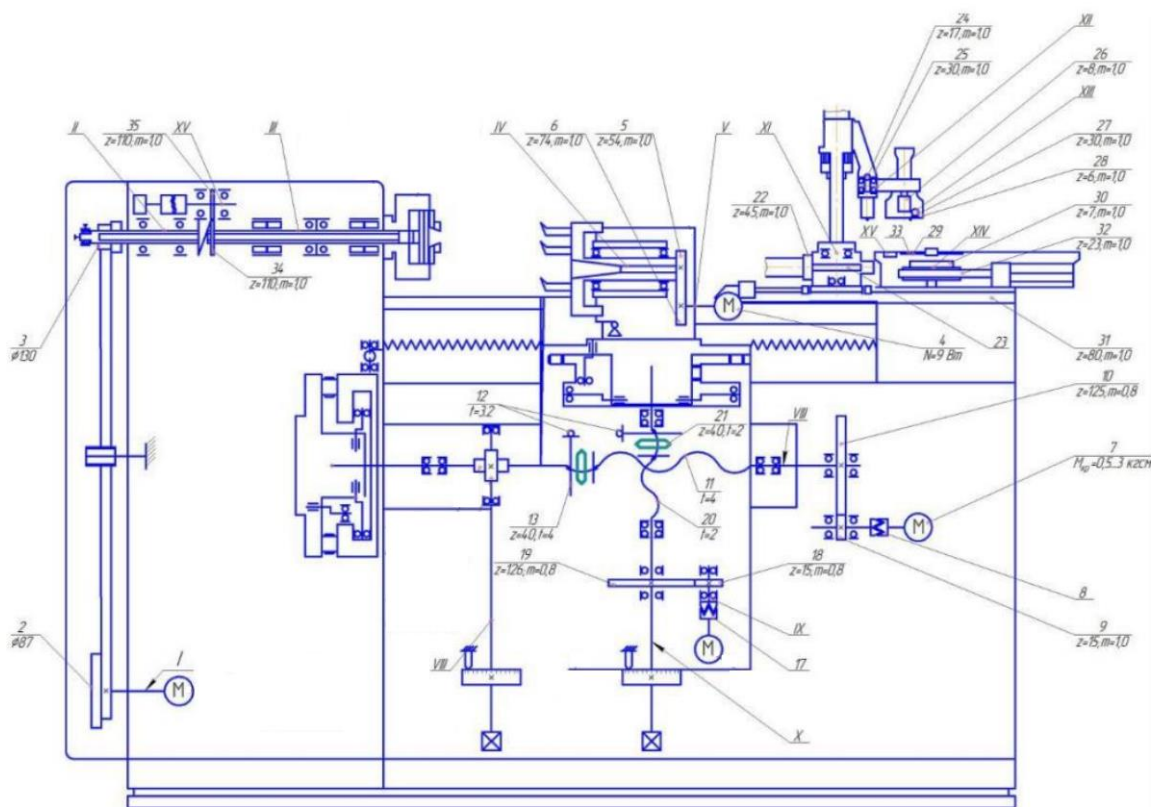 24
z=17, m=1,0
XII
25
z=30, m=1,0
26
z=8, m=1,0
XIII
II
35
z=110, m=1,0
XV
III
IV
6
z=74, m=1,0
5
z=54, m=1,0
V
XI
27
z=30, m=1,0
28
z=6, m=1,0
22
z=45, m=1,0
30
z=7, m=1,0
XV
33
29
XIV
32
z=23, m=1,0
34
z=110, m=1,0
3
φ130
M
4
N=9 Вт
23
31
z=80, m=1,0
10
z=125, m=0,8
12
t=3.2
21
z=40, t=2
VIII
7
Mкр=0,5...3 кгсм
11
t=4
M
13
z=40, t=4
20
t=2
19
z=126, m=0,8
18
z=15, m=0,8
8
IX
9
z=15, m=1,0
2
φ87
I
M
VIII
M
17
X